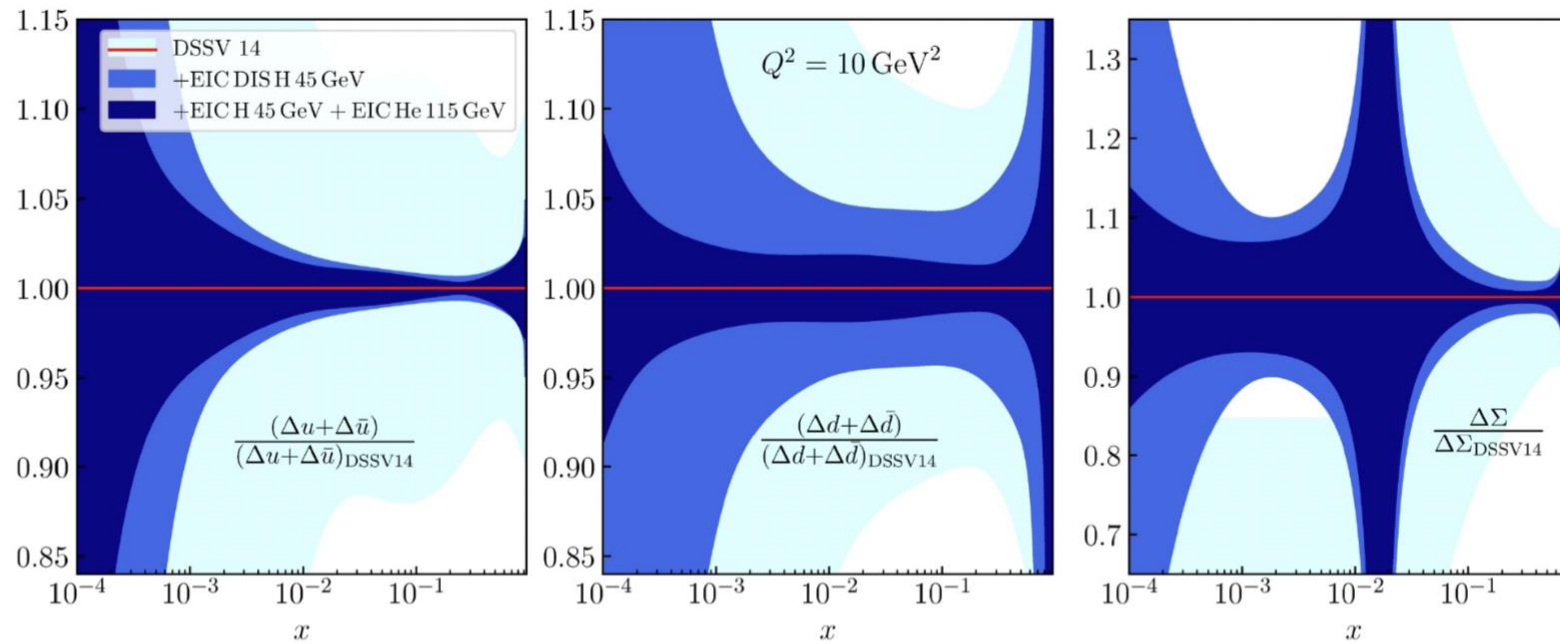 1.15
1.10
1.05
1.00
0.95
0.90
0.85
10⁻⁴ 10⁻³ 10⁻² 10⁻¹
x
DSSV 14
+EIC DIS H 45 GeV
+EIC H 45 GeV + EIC He 115 GeV
(Δu+Δū)
(Δu+Δū)DSSV14
1.15
1.10
1.05
1.00
0.95
0.90
0.85
10⁻⁴ 10⁻³ 10⁻² 10⁻¹
x
Q² = 10 GeV²
(Δd+Δd̄)
(Δd+Δd̄)DSSV14
1.3
1.2
1.1
1.0
0.9
0.8
0.7
10⁻⁴ 10⁻³ 10⁻² 10⁻¹
x
ΔΣ
ΔΣDSSV14